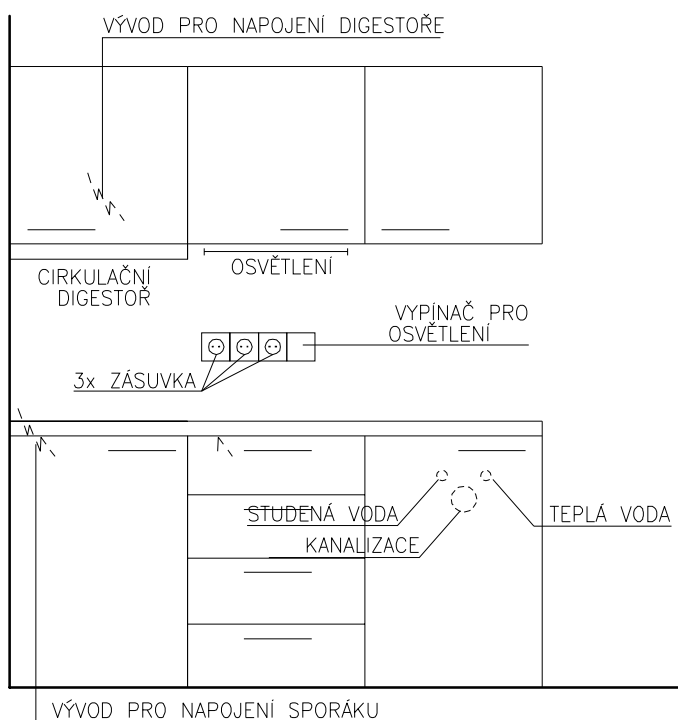 VÝVOD PRO NAPOJENÍ DIGESTOŘE
CIRKULAČNÍ
DIGESTOŘ
OSVĚTLENÍ
VYPÍNAČ PRO
OSVĚTLENÍ
3x ZÁSUVKA
STUDENÁ VODA
TEPLÁ VODA
KANALIZACE
VÝVOD PRO NAPOJENÍ SPORÁKU